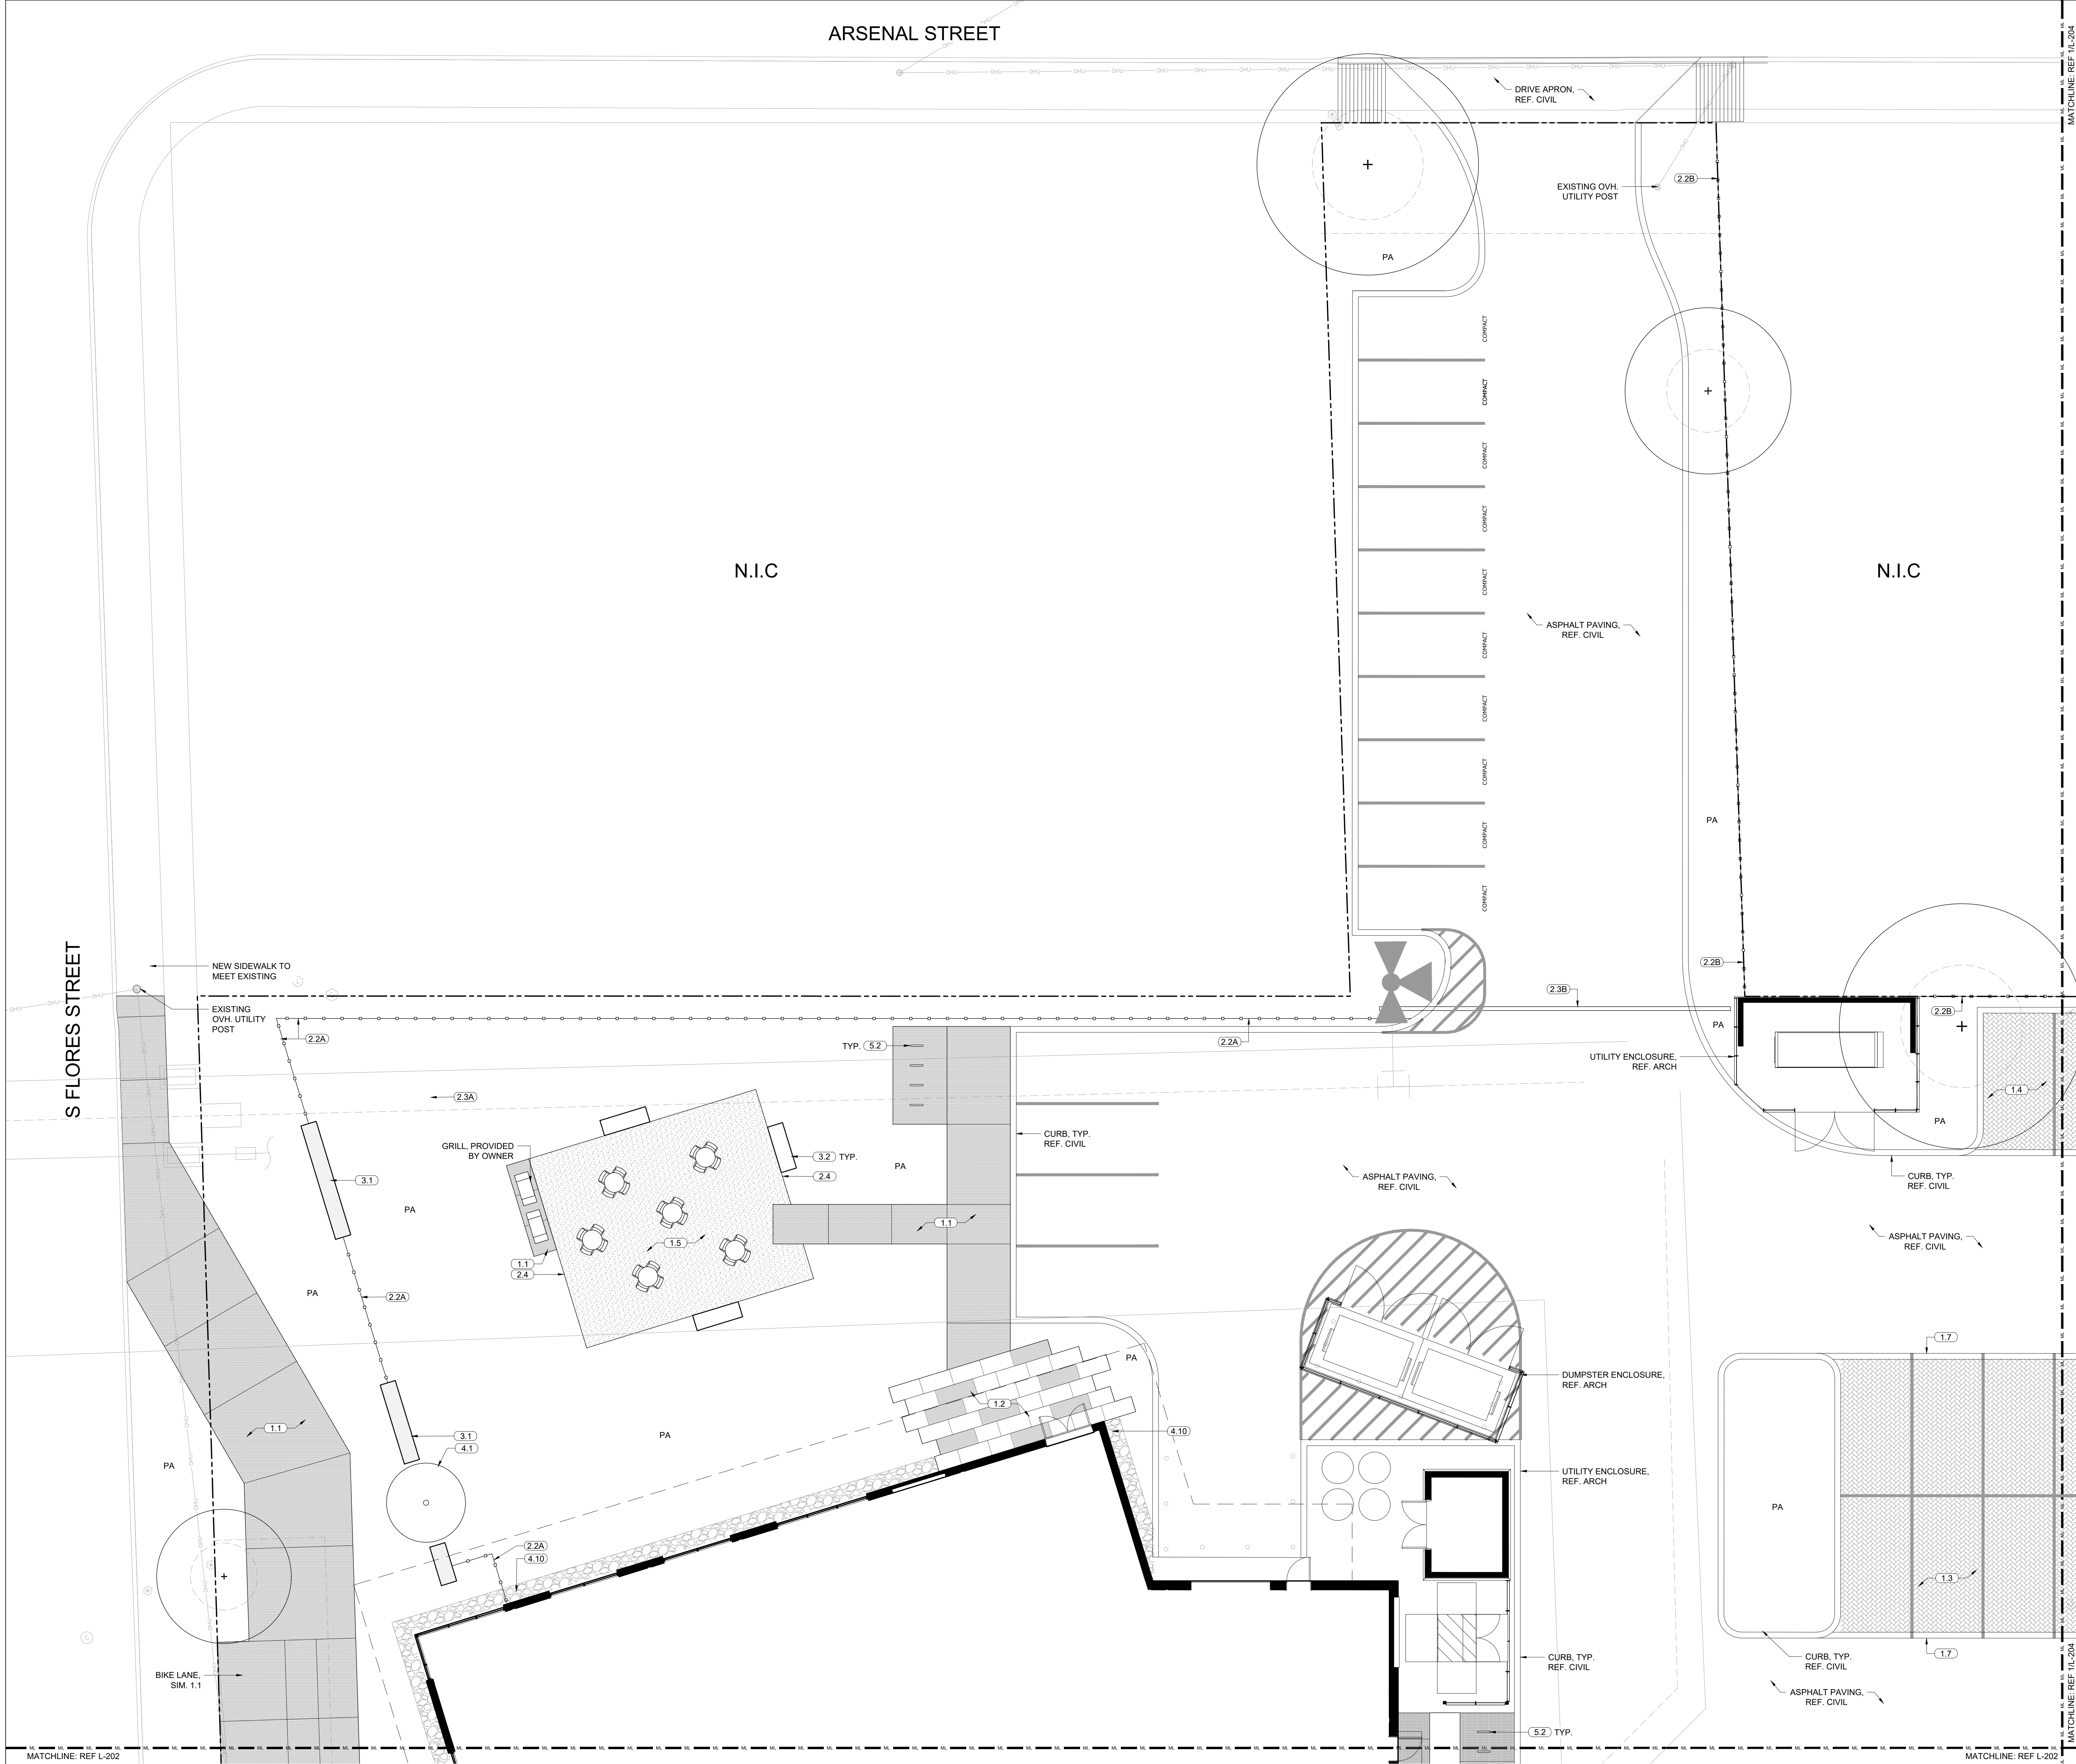 ARSENAL STREET
MATCHLINE: REF 1/L-204
DRIVE APRON,
REF. CIVIL
2.2B
EXISTING OVH.
UTILITY POST
PA
COMPACT
COMPACT
COMPACT
COMPACT
COMPACT
COMPACT
COMPACT
COMPACT
COMPACT
COMPACT
N.I.C
N.I.C
ASPHALT PAVING,
REF. CIVIL
PA
S FLORES STREET
NEW SIDEWALK TO
MEET EXISTING
2.2B
2.3B
EXISTING
OVH. UTILITY
POST
2.2B
PA
2.2A
2.2A
TYP. 5.2
UTILITY ENCLOSURE,
REF. ARCH
2.3A
1.4
PA
CURB, TYP.
REF. CIVIL
GRILL, PROVIDED
BY OWNER
3.2 TYP.
2.4
PA
3.1
ASPHALT PAVING,
REF. CIVIL
CURB, TYP.
REF. CIVIL
PA
1.1
1.5
ASPHALT PAVING,
REF. CIVIL
1.1
2.4
PA
2.2A
1.7
PA
DUMPSTER ENCLOSURE,
REF. ARCH
1.2
1.1
3.1
PA
4.10
4.1
PA
UTILITY ENCLOSURE,
REF. ARCH
PA
2.2A
4.10
1.3
BIKE LANE,
SIM. 1.1
CURB, TYP.
REF. CIVIL
CURB, TYP.
REF. CIVIL
1.7
ASPHALT PAVING,
REF. CIVIL
5.2 TYP.
MATCHLINE: REF 1/L-204
MATCHLINE: REF L-202
MATCHLINE: REF L-202